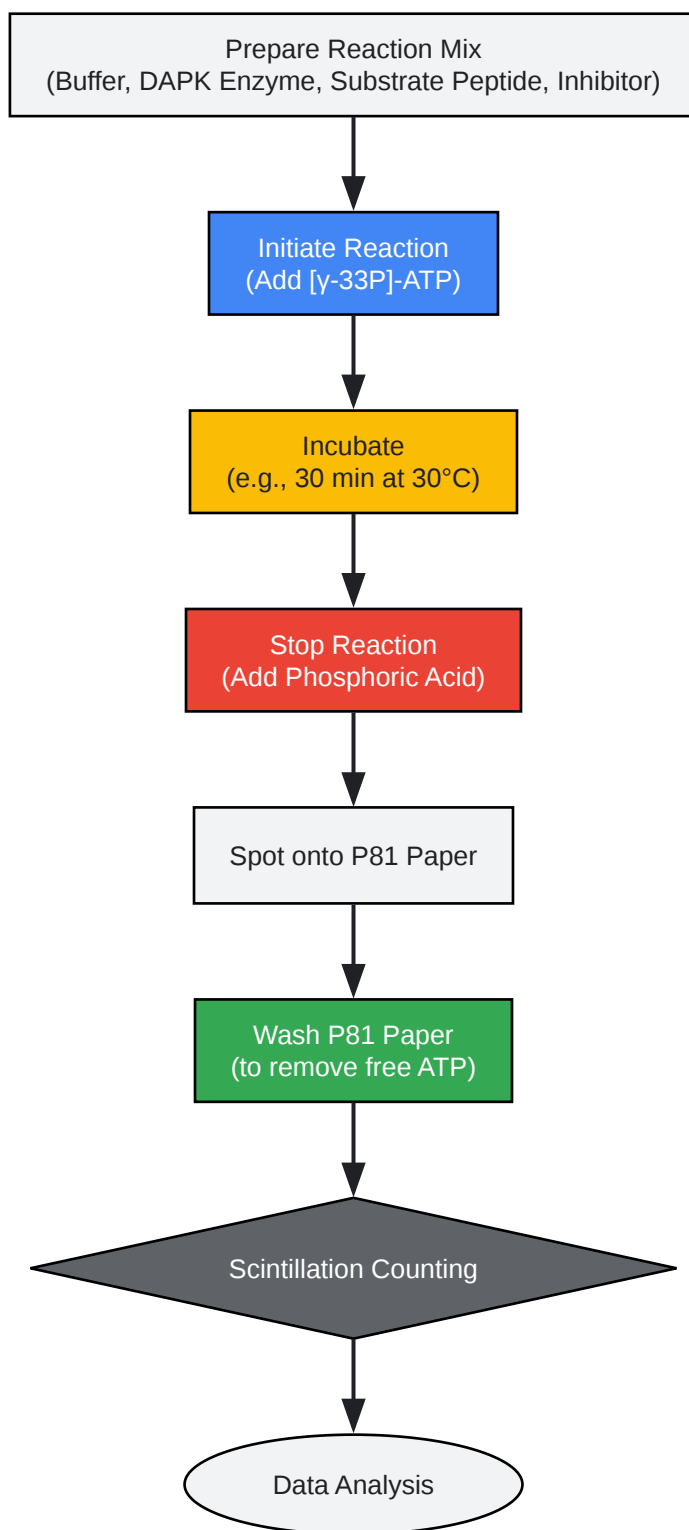 Prepare Reaction Mix
(Buffer, DAPK Enzyme, Substrate Peptide, Inhibitor)
Initiate Reaction
(Add [γ-33P]-ATP)
Incubate
(e.g., 30 min at 30°C)
Stop Reaction
(Add Phosphoric Acid)
Spot onto P81 Paper
Wash P81 Paper
(to remove free ATP)
Scintillation Counting
Data Analysis